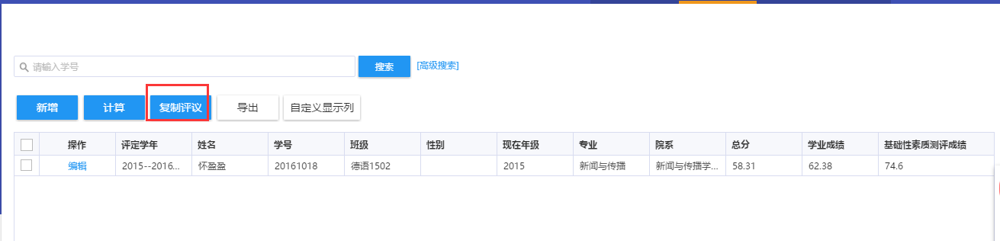 请输入学号 搜索 [高级搜索]
新增 计算 复制评议 导出 自定义显示列
操作 评定学年 姓名 学号 班级 性别 现在年级 专业 院系 总分 学业成绩 基础性素质测评成绩
编辑 2015--2016... 怀盈盈 20161018 德语1502 2015 新闻与传播 新闻与传播学... 58.31 62.38 74.6